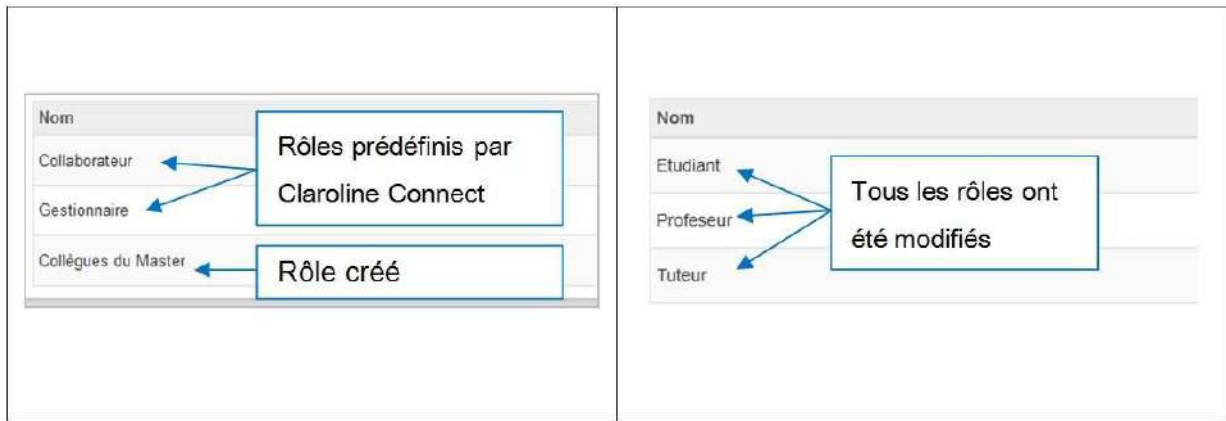 Nom
Collaborateur
Gestionnaire
Collègues du Master
Rôles prédéfinis par
Claroline Connect
Rôle créé
Nom
Etudiant
Profeseur
Tuteur
Tous les rôles ont
été modifiés